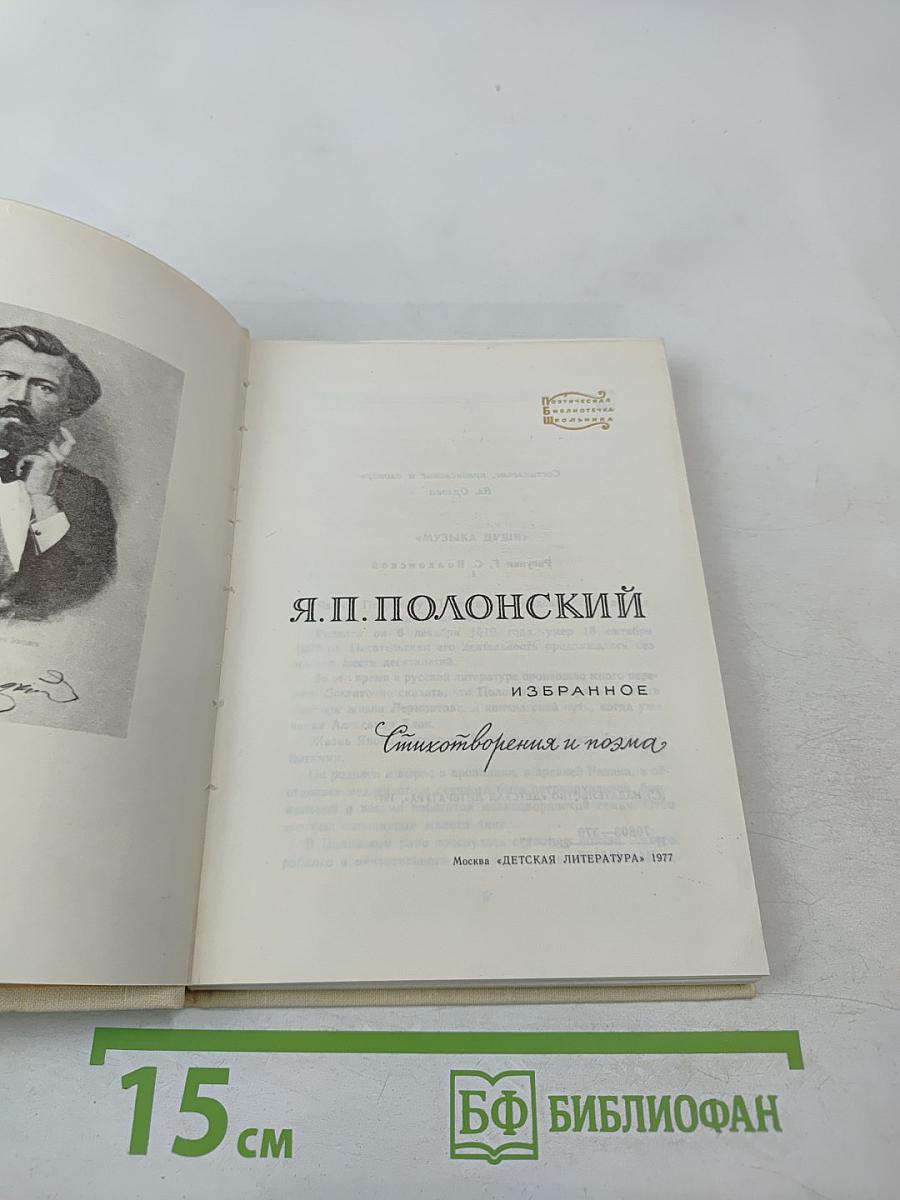 Поэтическая
Библиотечка
Школьника
Я. П. ПОЛОНСКИЙ
ИЗБРАННОЕ
Стихотворения и поэма
Москва «ДЕТСКАЯ ЛИТЕРАТУРА» 1977
15 см
БФ БИБЛИОФАН